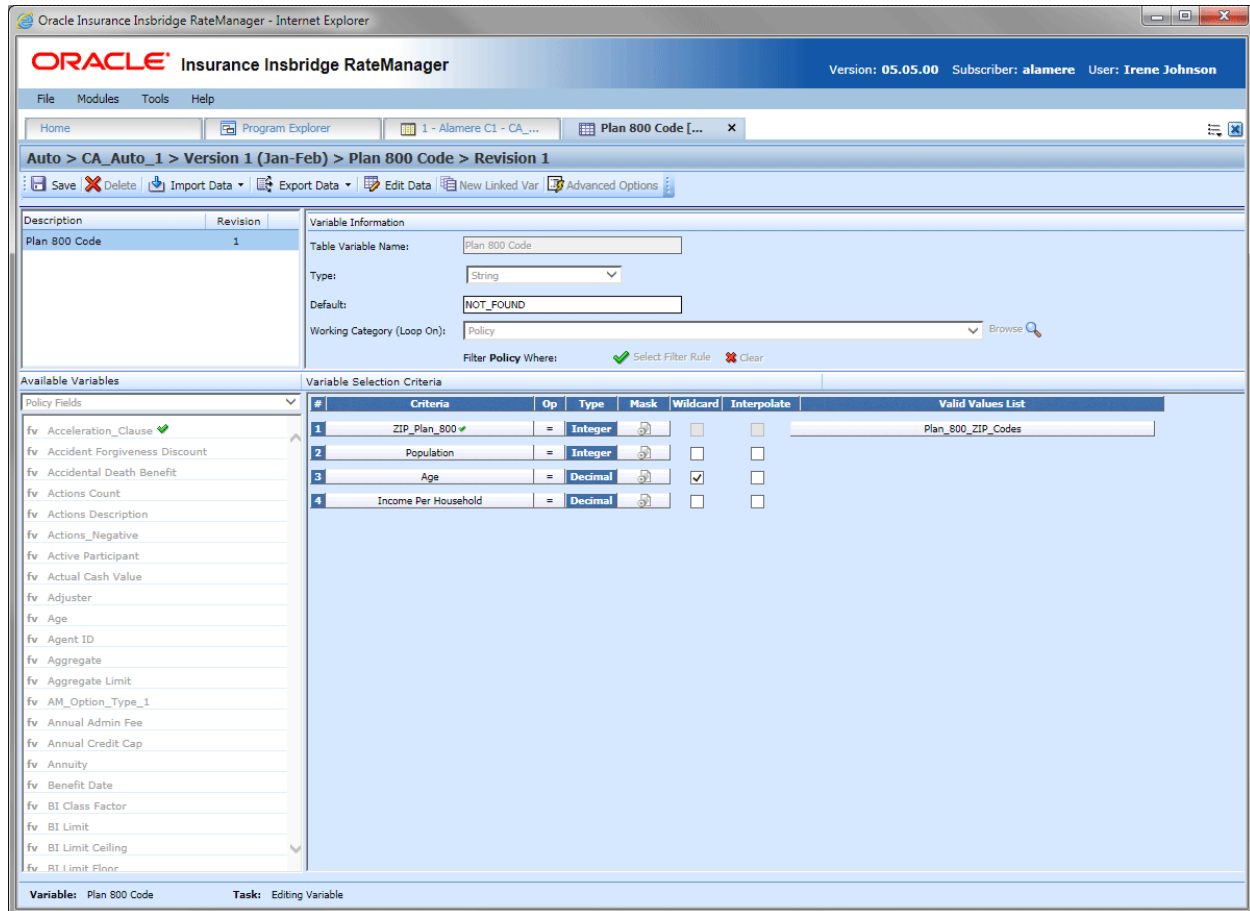 Oracle Insurance Insbridge RateManager - Internet Explorer
ORACLE Insurance Insbridge RateManager
Version: 05.05.00 Subscriber: alamere User: Irene Johnson
File Modules Tools Help
Home Program Explorer 1 - Alamere C1 - CA_... Plan 800 Code [... x
Auto > CA_Auto_1 > Version 1 (Jan-Feb) > Plan 800 Code > Revision 1
Save Delete Import Data Export Data Edit Data New Linked Var Advanced Options
Description Revision
Plan 800 Code 1
Variable Information
Table Variable Name: Plan 800 Code
Type: String
Default: NOT_FOUND
Working Category (Loop On): Policy Browse
Filter Policy Where: Select Filter Rule Clear
Available Variables
Policy Fields
fv Acceleration_Clause
fv Accident Forgiveness Discount
fv Accidental Death Benefit
fv Actions Count
fv Actions Description
fv Actions_Negative
fv Active Participant
fv Actual Cash Value
fv Adjuster
fv Age
fv Agent ID
fv Aggregate
fv Aggregate Limit
fv AM_Option_Type_1
fv Annual Admin Fee
fv Annual Credit Cap
fv Annuity
fv Benefit Date
fv BI Class Factor
fv BI Limit
fv BI Limit Ceiling
fv BI Limit Floor
Variable Selection Criteria
# Criteria Op Type Mask Wildcard Interpolate Valid Values List
1 ZIP_Plan_800 = Integer Plan_800_ZIP_Codes
2 Population = Integer
3 Age = Decimal
4 Income Per Household = Decimal
Variable: Plan 800 Code Task: Editing Variable